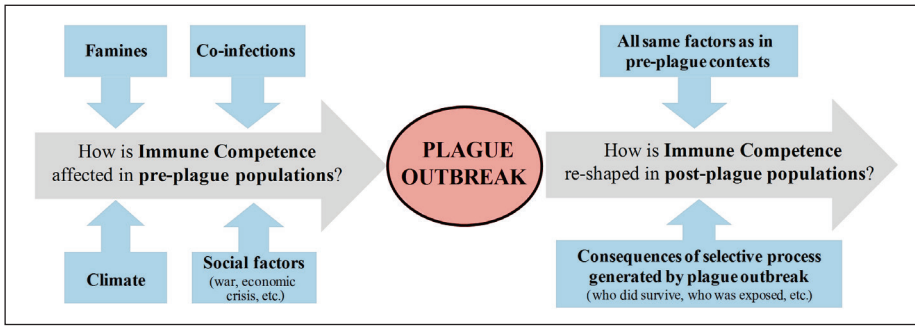 Famines
Co-infections
How is Immune Competence
affected in pre-plague populations?
Climate
Social factors
(war, economic
crisis, etc.)
PLAGUE
OUTBREAK
All same factors as in
pre-plague contexts
How is Immune Competence
re-shaped in post-plague populations?
Consequences of selective process
generated by plague outbreak
(who did survive, who was exposed, etc.)